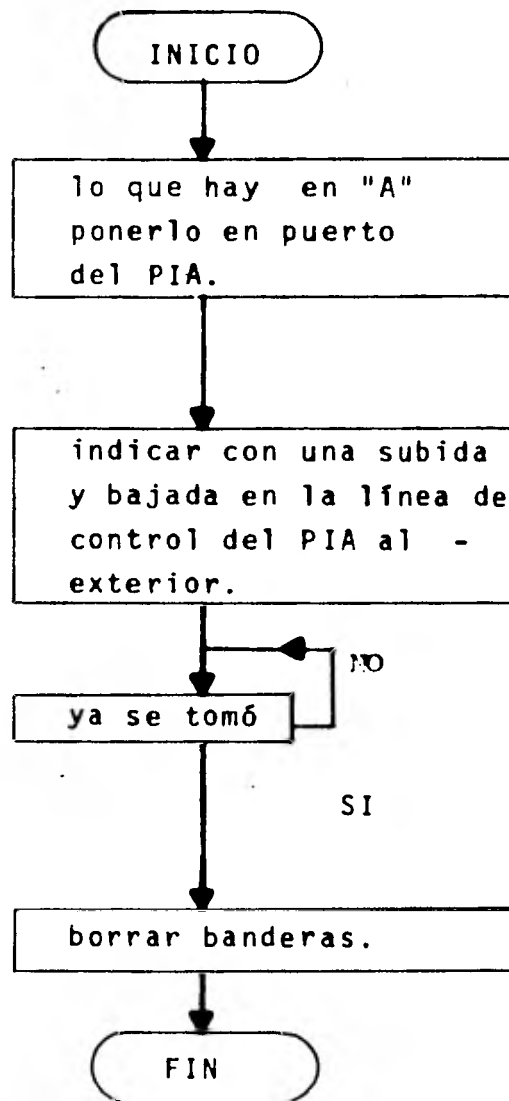 INICIO
lo que hay en "A"
ponerlo en puerto
del PIA.
indicar con una subida
y bajada en la línea de
control del PIA al -
exterior.
NO
ya se tomó
SI
borrar banderas.
FIN